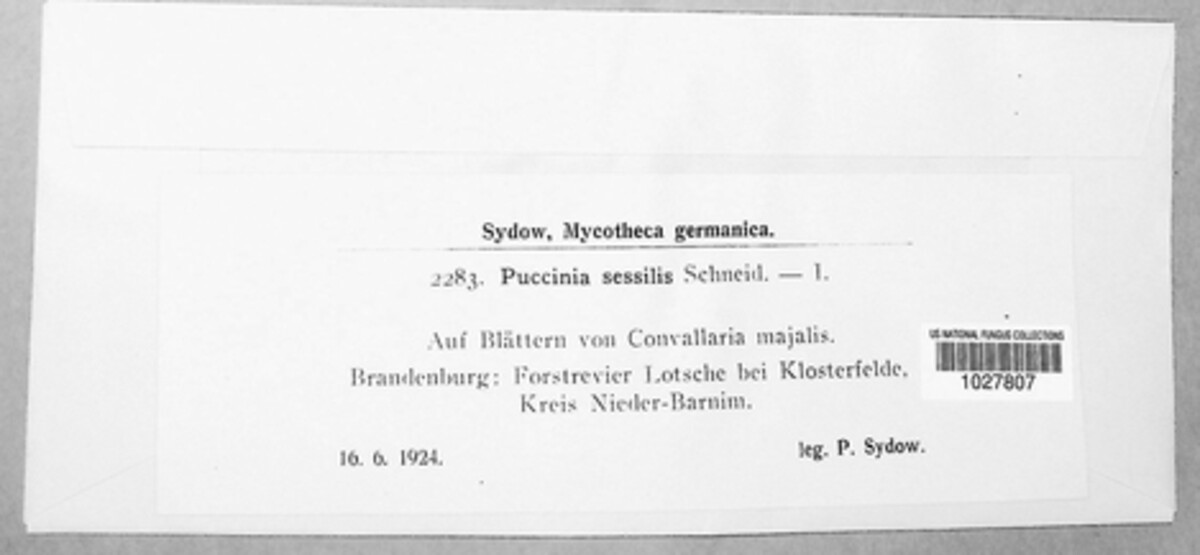 Sydow, Mycotheca germanica.
2283. Puccinia sessilis Schneid. — I.
Auf Blättern von Convallaria majalis.
Brandenburg: Forstrevier Lotsche bei Klosterfelde,
Kreis Nieder-Barnim.
16. 6. 1924.
leg. P. Sydow.
US NATIONAL FUNGUS COLLECTIONS
1027807